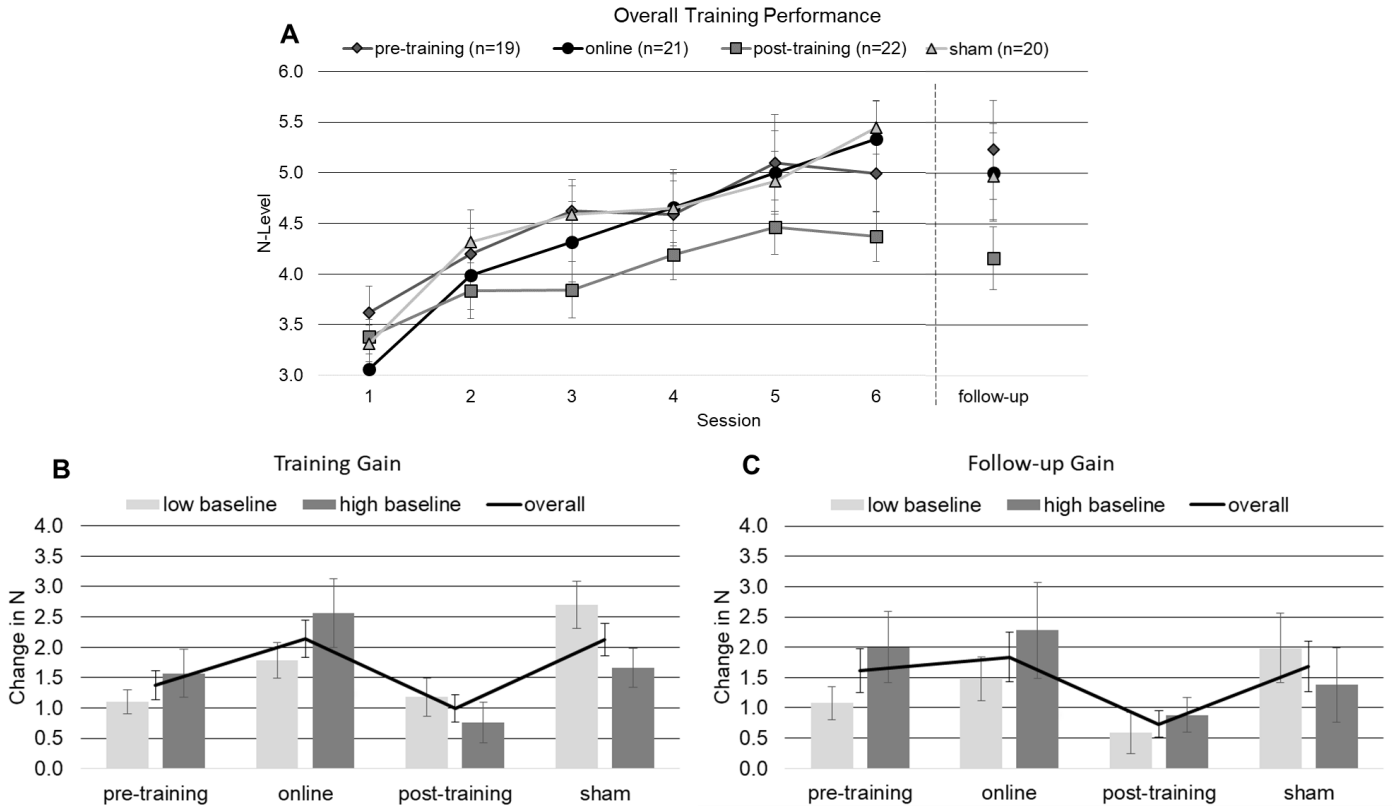 Overall Training Performance
A
pre-training (n=19) online (n=21) post-training (n=22) sham (n=20)
6.0
5.5
5.0
4.5
4.0
3.5
3.0
N-Level
1 2 3 4 5 6 follow-up
Session
B
Training Gain
low baseline high baseline overall
4.0
3.5
3.0
2.5
2.0
1.5
1.0
0.5
0.0
Change in N
pre-training online post-training sham
C
Follow-up Gain
low baseline high baseline overall
4.0
3.5
3.0
2.5
2.0
1.5
1.0
0.5
0.0
Change in N
pre-training online post-training sham